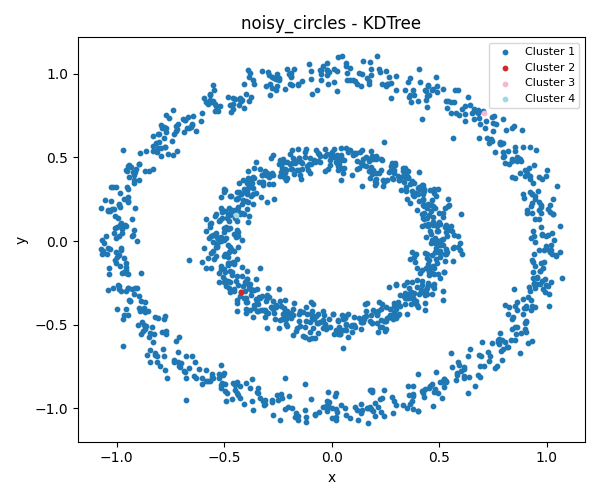 noisy_circles - KDTree
Cluster 1
Cluster 2
Cluster 3
Cluster 4
1.0
0.5
0.0
−0.5
−1.0
y
−1.0 −0.5 0.0 0.5 1.0
x